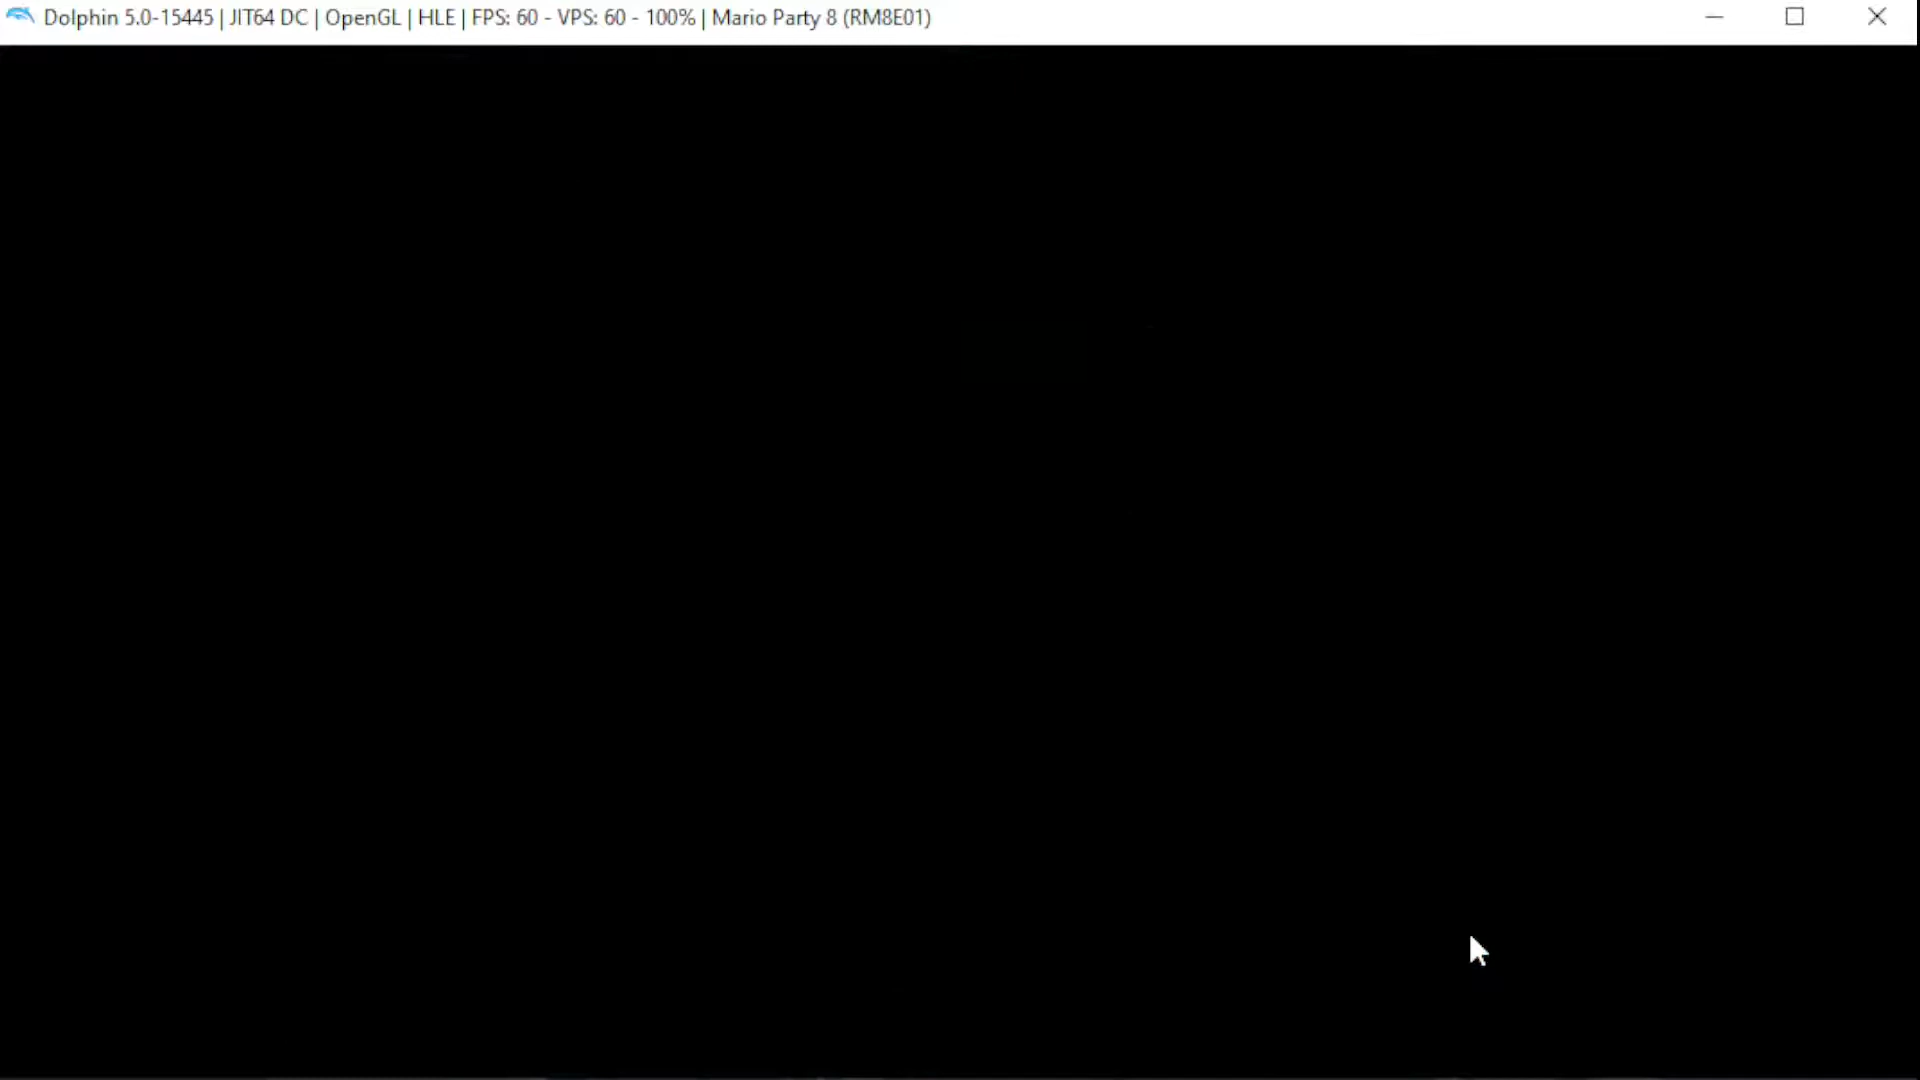 Dolphin 5.0-15445 | JIT64 DC | OpenGL | HLE | FPS: 60 - VPS: 60 - 100% | Mario Party 8 (RM8E01)